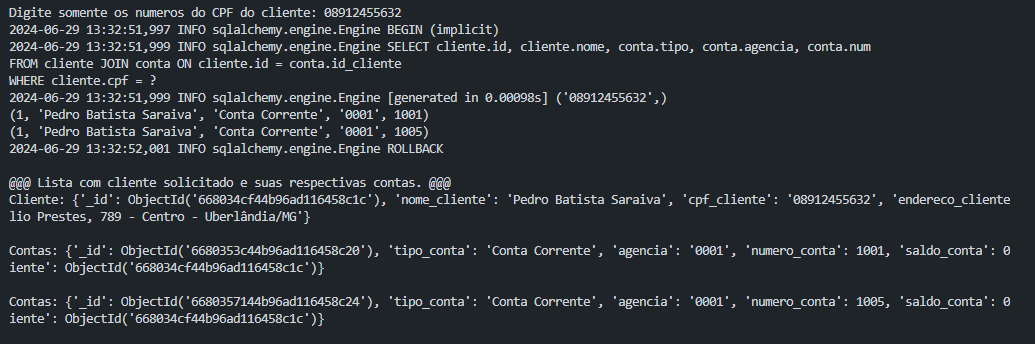 Digite somente os numeros do CPF do cliente: 08912455632
2024-06-29 13:32:51,997 INFO sqlalchemy.engine.Engine BEGIN (implicit)
2024-06-29 13:32:51,999 INFO sqlalchemy.engine.Engine SELECT cliente.id, cliente.nome, conta.tipo, conta.agencia, conta.num
FROM cliente JOIN conta ON cliente.id = conta.id_cliente
WHERE cliente.cpf = ?
2024-06-29 13:32:51,999 INFO sqlalchemy.engine.Engine [generated in 0.00098s] ('08912455632',)
(1, 'Pedro Batista Saraiva', 'Conta Corrente', '0001', 1001)
(1, 'Pedro Batista Saraiva', 'Conta Corrente', '0001', 1005)
2024-06-29 13:32:52,001 INFO sqlalchemy.engine.Engine ROLLBACK
@@@ Lista com cliente solicitado e suas respectivas contas. @@@
Cliente: {'_id': ObjectId('668034cf44b96ad116458c1c'), 'nome_cliente': 'Pedro Batista Saraiva', 'cpf_cliente': '08912455632', 'endereco_cliente
lio Prestes, 789 - Centro - Uberlândia/MG'}
Contas: {'_id': ObjectId('6680353c44b96ad116458c20'), 'tipo_conta': 'Conta Corrente', 'agencia': '0001', 'numero_conta': 1001, 'saldo_conta': 0
iente': ObjectId('668034cf44b96ad116458c1c')}
Contas: {'_id': ObjectId('6680357144b96ad116458c24'), 'tipo_conta': 'Conta Corrente', 'agencia': '0001', 'numero_conta': 1005, 'saldo_conta': 0
iente': ObjectId('668034cf44b96ad116458c1c')}